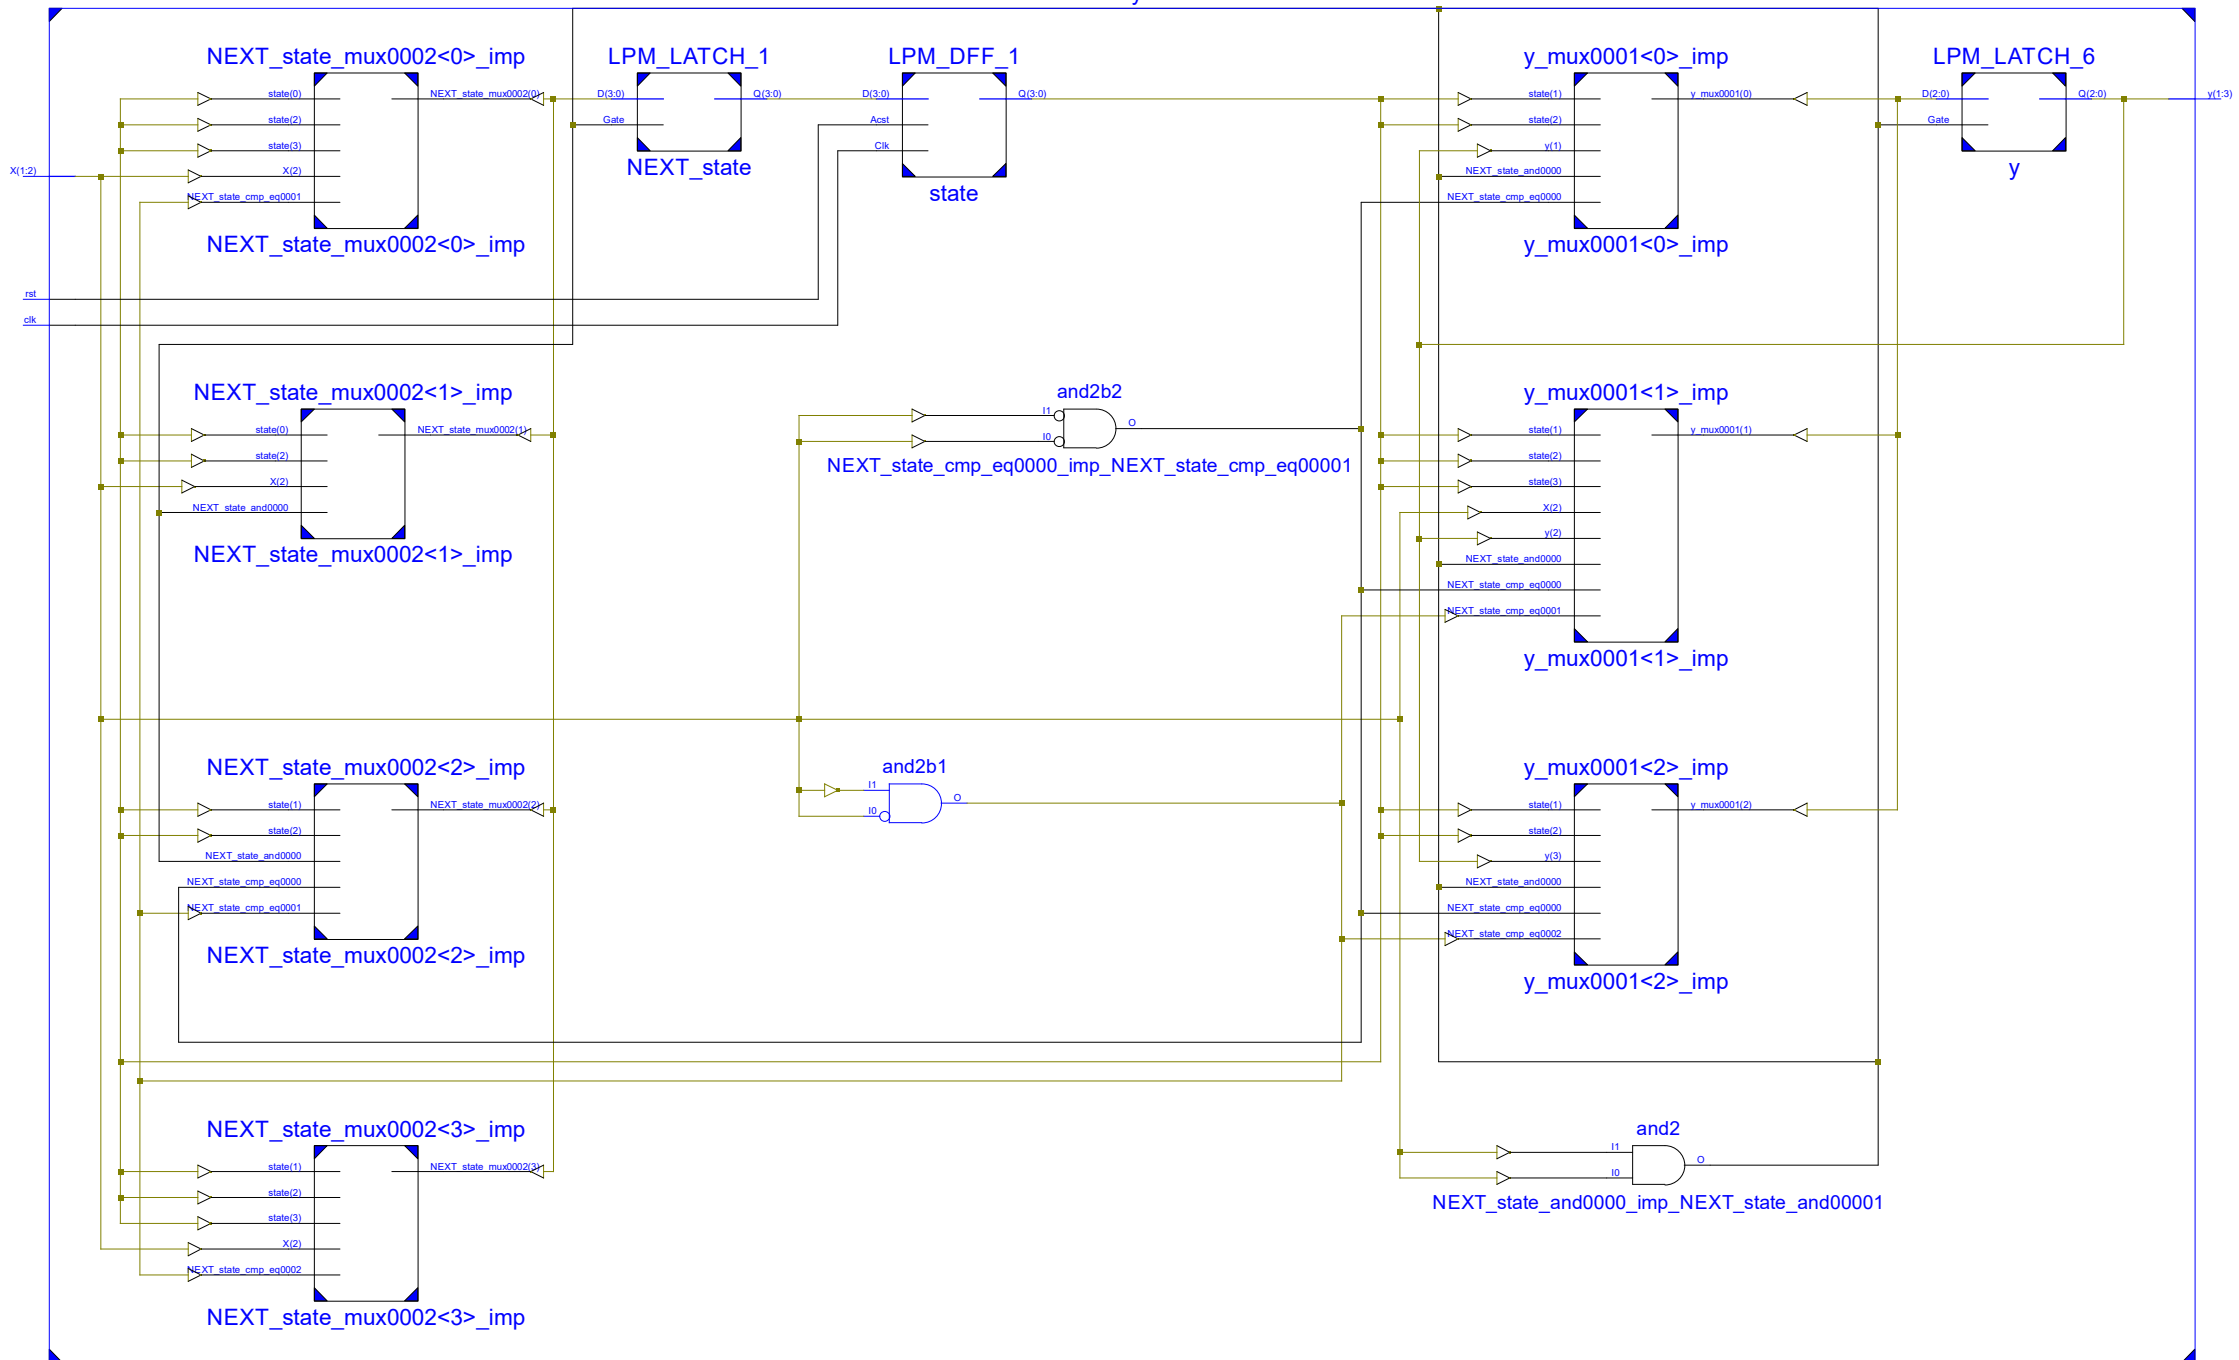 y
NEXT_state_mux0002<0>_imp
state(0)
state(2)
state(3)
X(2)
NEXT_state_cmp_eq0001
NEXT_state_mux0002(0)
NEXT_state_mux0002<0>_imp
LPM_LATCH_1
D(3:0)
Gate
Q(3:0)
NEXT_state
LPM_DFF_1
D(3:0)
Acst
Clk
Q(3:0)
state
y_mux0001<0>_imp
state(1)
state(2)
y(1)
NEXT_state_and0000
NEXT_state_cmp_eq0000
y_mux0001(0)
y_mux0001<0>_imp
LPM_LATCH_6
D(2:0)
Gate
Q(2:0)
y
y(1:3)
X(1:2)
rst
clk
NEXT_state_mux0002<1>_imp
state(0)
state(2)
X(2)
NEXT_state_and0000
NEXT_state_mux0002(1)
NEXT_state_mux0002<1>_imp
and2b2
I1
I0
O
NEXT_state_cmp_eq0000_imp_NEXT_state_cmp_eq00001
y_mux0001<1>_imp
state(1)
state(2)
state(3)
X(2)
y(2)
NEXT_state_and0000
NEXT_state_cmp_eq0000
NEXT_state_cmp_eq0001
y_mux0001(1)
y_mux0001<1>_imp
NEXT_state_mux0002<2>_imp
state(1)
state(2)
NEXT_state_and0000
NEXT_state_cmp_eq0000
NEXT_state_cmp_eq0001
NEXT_state_mux0002(2)
NEXT_state_mux0002<2>_imp
and2b1
I1
I0
O
y_mux0001<2>_imp
state(1)
state(2)
y(3)
NEXT_state_and0000
NEXT_state_cmp_eq0000
NEXT_state_cmp_eq0002
y_mux0001(2)
y_mux0001<2>_imp
NEXT_state_mux0002<3>_imp
state(1)
state(2)
state(3)
X(2)
NEXT_state_cmp_eq0002
NEXT_state_mux0002(3)
NEXT_state_mux0002<3>_imp
and2
I1
I0
O
NEXT_state_and0000_imp_NEXT_state_and00001